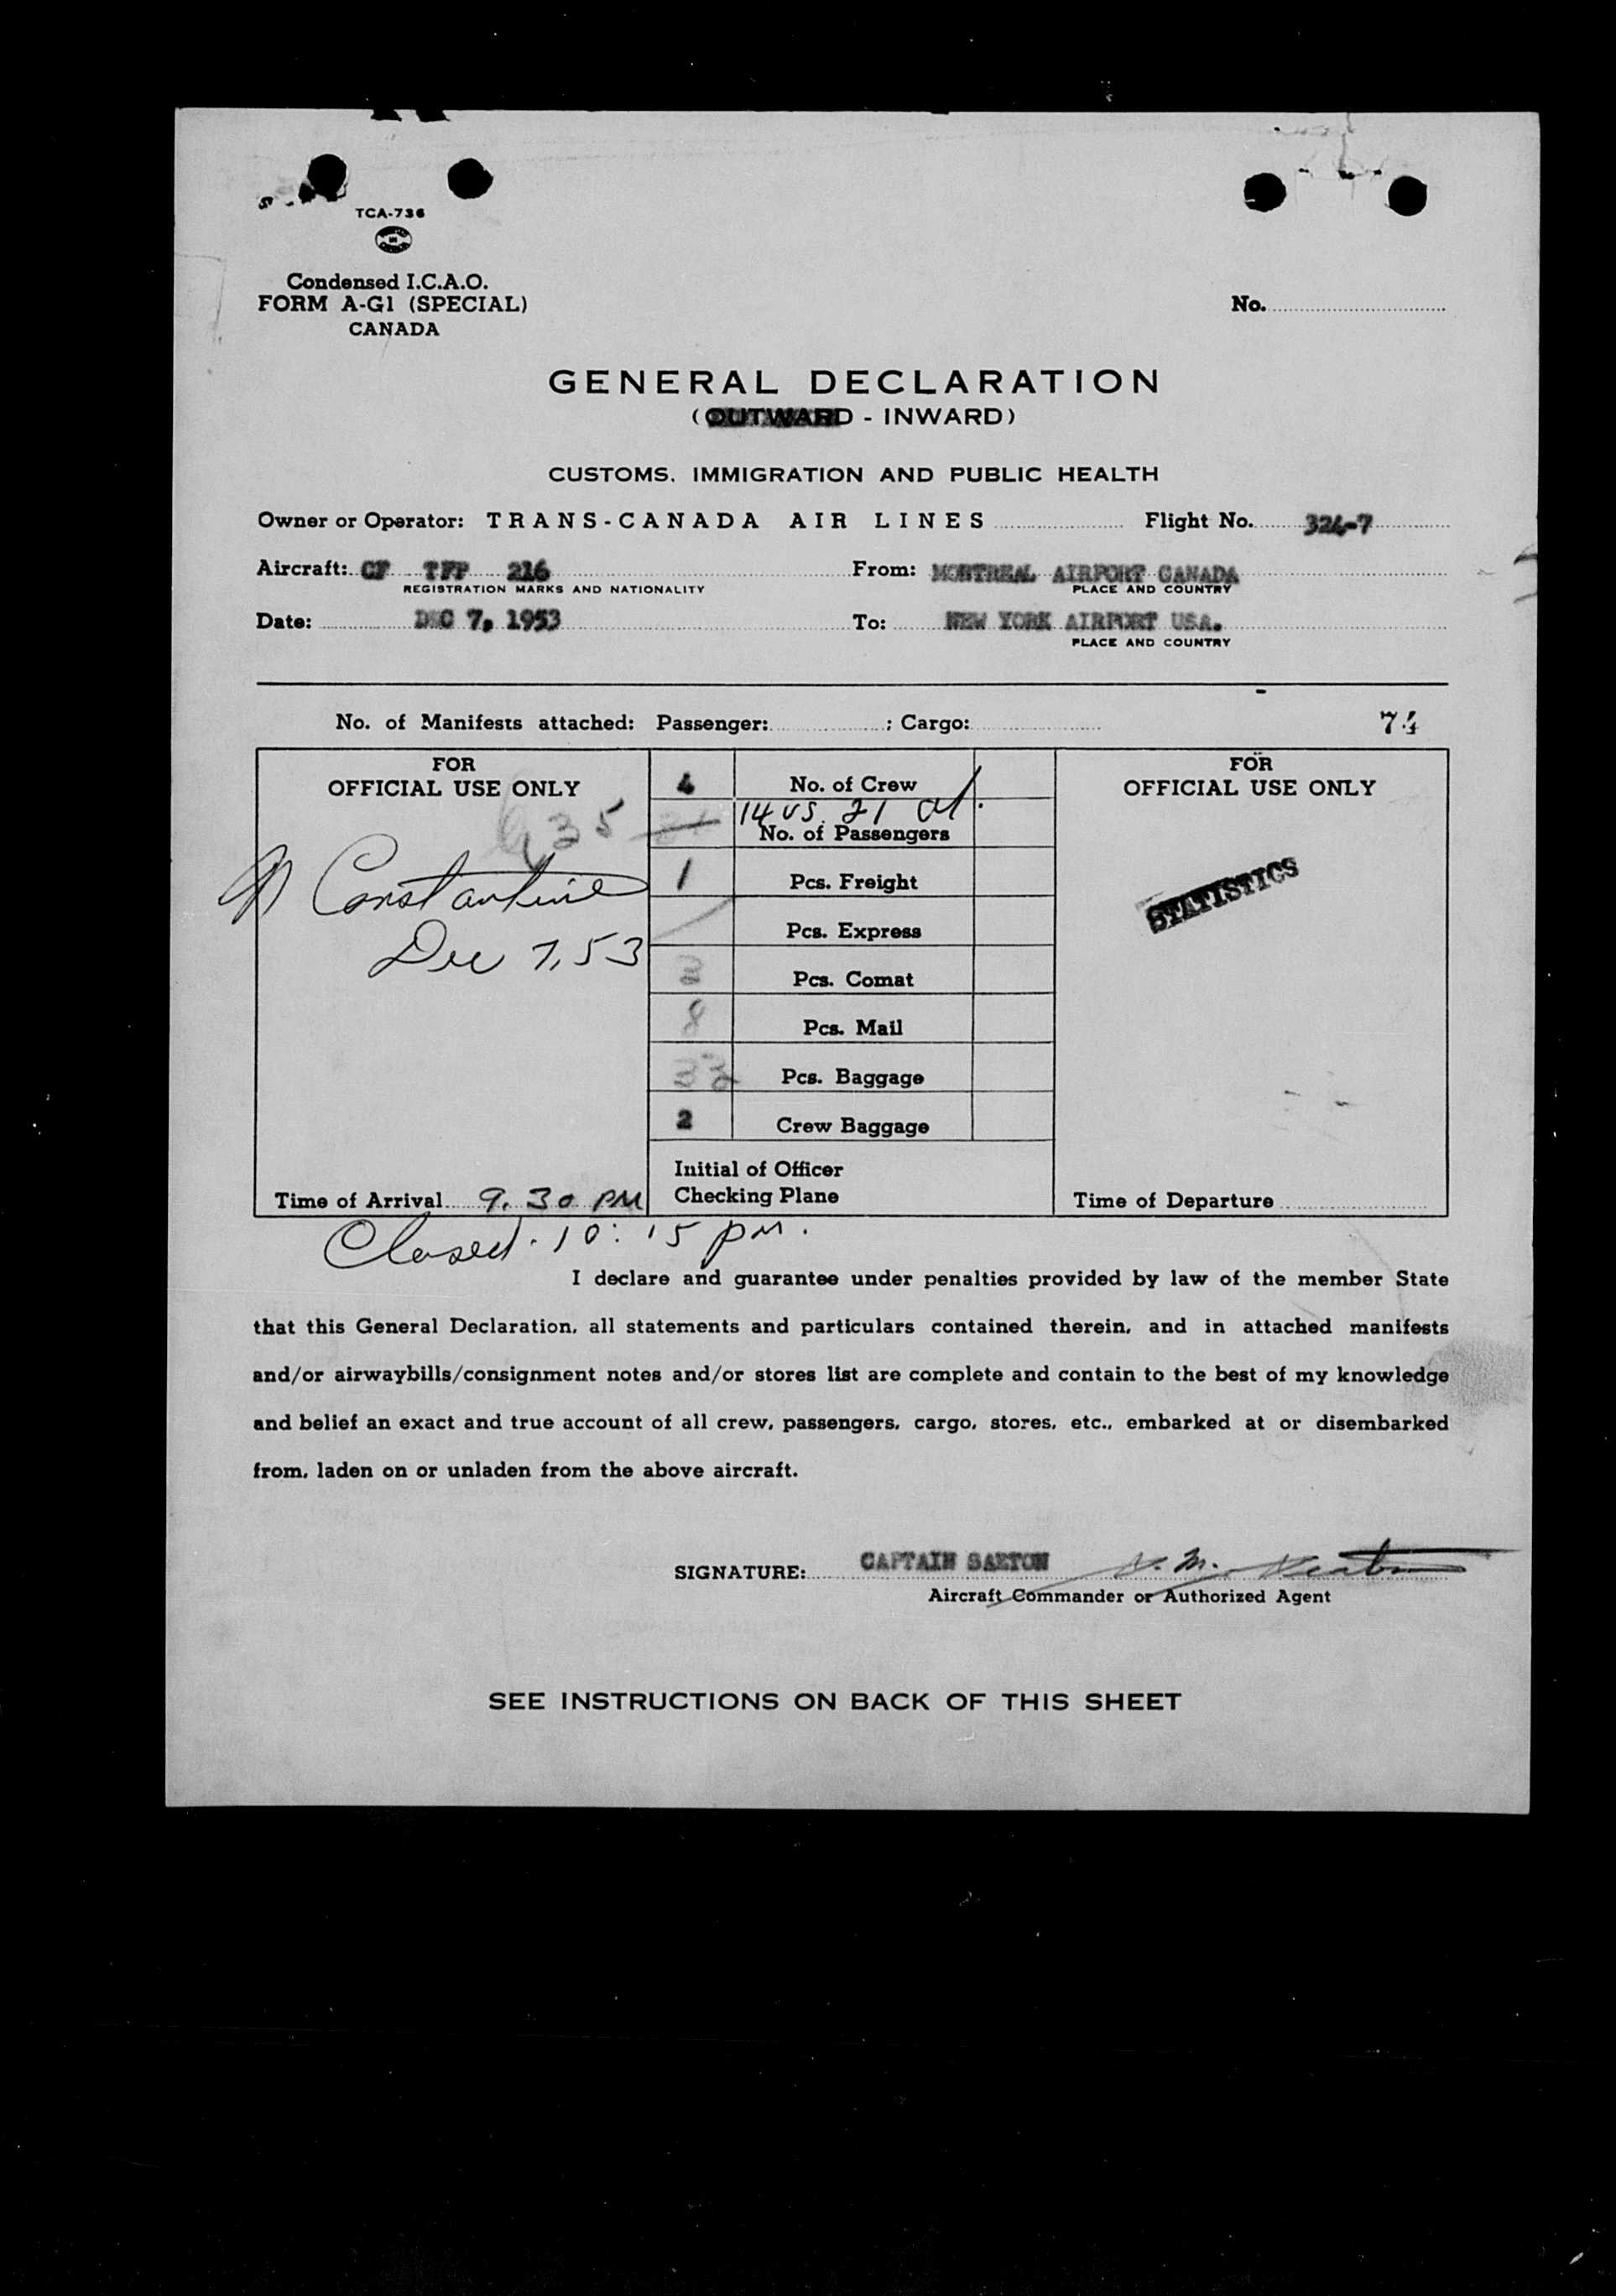 TCA-736
Condensed I.C.A.O.
FORM A-G1 (SPECIAL)
CANADA
No.
GENERAL DECLARATION
(OUTWARD - INWARD)
CUSTOMS, IMMIGRATION AND PUBLIC HEALTH
Owner or Operator: TRANS-CANADA AIR LINES Flight No. 324-7
Aircraft: CF TFP 216 From: MONTREAL AIRPORT CANADA
REGISTRATION MARKS AND NATIONALITY PLACE AND COUNTRY
Date: DEC 7, 1953 To: NEW YORK AIRPORT USA.
PLACE AND COUNTRY
No. of Manifests attached: Passenger: ; Cargo: 74
FOR
OFFICIAL USE ONLY
35
Constantine
Dec 7, 53
Time of Arrival 9.30 PM
4 No. of Crew
14 US. 21 al.
No. of Passengers
1 Pcs. Freight
Pcs. Express
3 Pcs. Comat
8 Pcs. Mail
33 Pcs. Baggage
2 Crew Baggage
Initial of Officer
Checking Plane
FOR
OFFICIAL USE ONLY
STATISTICS
Time of Departure
Closed. 10:15 pm.
I declare and guarantee under penalties provided by law of the member State
that this General Declaration, all statements and particulars contained therein, and in attached manifests
and/or airwaybills/consignment notes and/or stores list are complete and contain to the best of my knowledge
and belief an exact and true account of all crew, passengers, cargo, stores, etc., embarked at or disembarked
from, laden on or unladen from the above aircraft.
SIGNATURE: CAPTAIN
Aircraft Commander or Authorized Agent
SEE INSTRUCTIONS ON BACK OF THIS SHEET